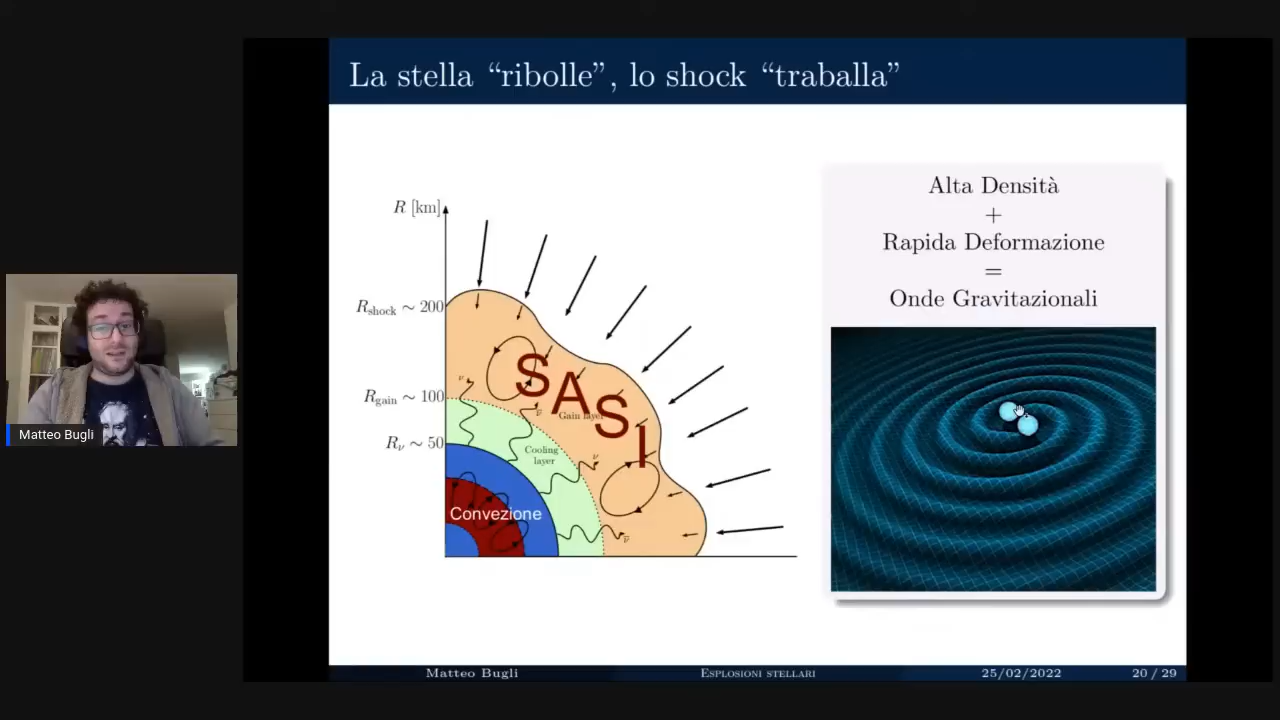 La stella “ribolle”, lo shock “traballa”
R [km]
R_shock ∼ 200
R_gain ∼ 100
R_ν ∼ 50
SASI
Gain layer
Cooling
layer
Convezione
ν
ν̄
ν
ν̄
Alta Densità
+
Rapida Deformazione
=
Onde Gravitazionali
Matteo Bugli
Matteo Bugli
Esplosioni stellari
25/02/2022
20 / 29